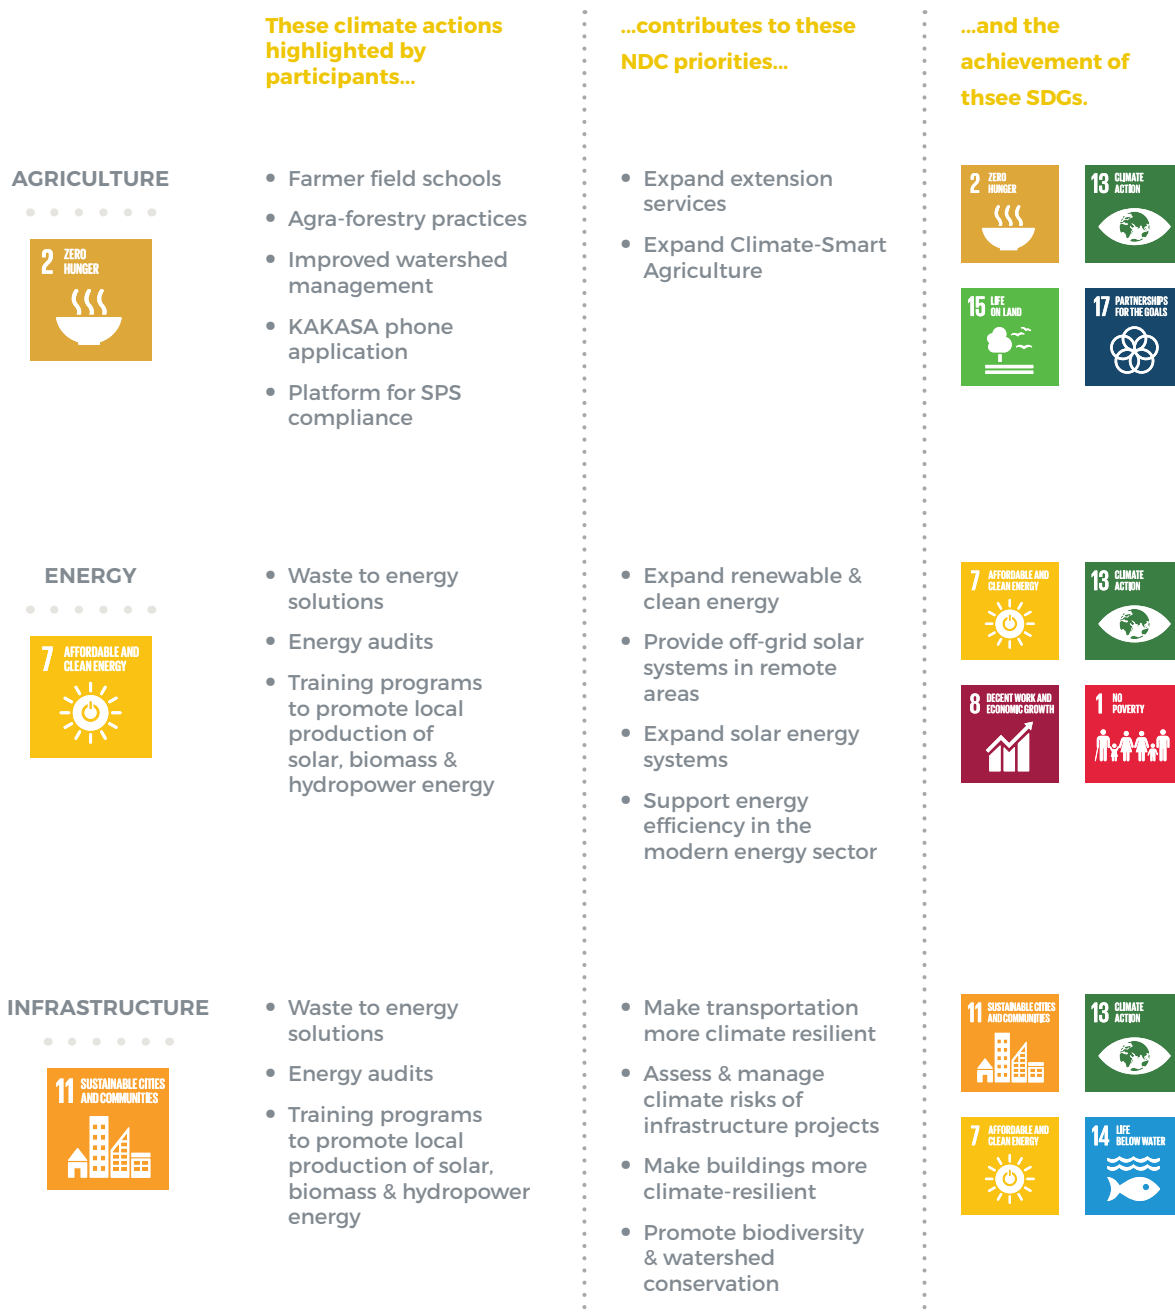 These climate actions
highlighted by
participants...
...contributes to these
NDC priorities...
...and the
achievement of
thsee SDGs.
AGRICULTURE
2 ZERO
HUNGER
• Farmer field schools
• Agra-forestry practices
• Improved watershed
management
• KAKASA phone
application
• Platform for SPS
compliance
• Expand extension
services
• Expand Climate-Smart
Agriculture
2 ZERO
HUNGER
13 CLIMATE
ACTION
15 LIFE
ON LAND
17 PARTNERSHIPS
FOR THE GOALS
ENERGY
7 AFFORDABLE AND
CLEAN ENERGY
• Waste to energy
solutions
• Energy audits
• Training programs
to promote local
production of
solar, biomass &
hydropower energy
• Expand renewable &
clean energy
• Provide off-grid solar
systems in remote
areas
• Expand solar energy
systems
• Support energy
efficiency in the
modern energy sector
7 AFFORDABLE AND
CLEAN ENERGY
13 CLIMATE
ACTION
8 DECENT WORK AND
ECONOMIC GROWTH
1 NO
POVERTY
INFRASTRUCTURE
11 SUSTAINABLE CITIES
AND COMMUNITIES
• Waste to energy
solutions
• Energy audits
• Training programs
to promote local
production of solar,
biomass & hydropower
energy
• Make transportation
more climate resilient
• Assess & manage
climate risks of
infrastructure projects
• Make buildings more
climate-resilient
• Promote biodiversity
& watershed
conservation
11 SUSTAINABLE CITIES
AND COMMUNITIES
13 CLIMATE
ACTION
7 AFFORDABLE AND
CLEAN ENERGY
14 LIFE
BELOW WATER